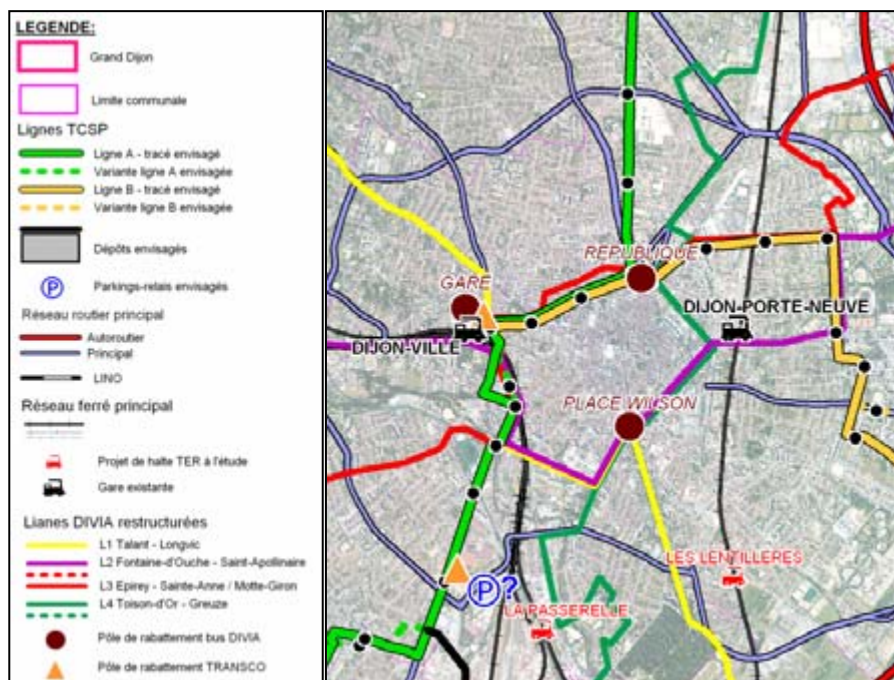 LEGENDE:
Grand Dijon
Limite communale
Lignes TCSP
Ligne A - tracé envisagé
Variante ligne A envisagée
Ligne B - tracé envisagé
Variante ligne B envisagée
Dépôts envisagés
P
Parkings-relais envisagés
Réseau routier principal
Autoroutier
Principal
LINO
Réseau ferré principal
Projet de halte TER à l'étude
Gare existante
Lianes DIVIA restructurées
L1 Talant - Longvic
L2 Fontaine-d'Ouche - Saint-Apollinaire
L3 Epirey - Sainte-Anne / Motte-Giron
L4 Toison-d'Or - Greuze
Pôle de rabattement bus DIVIA
Pôle de rabattement TRANSCO
REPUBLIQUE
GARE
DIJON-PORTE-NEUVE
DIJON-VILLE
PLACE WILSON
LES LENTILLERES
P?
LA PASSERELLE